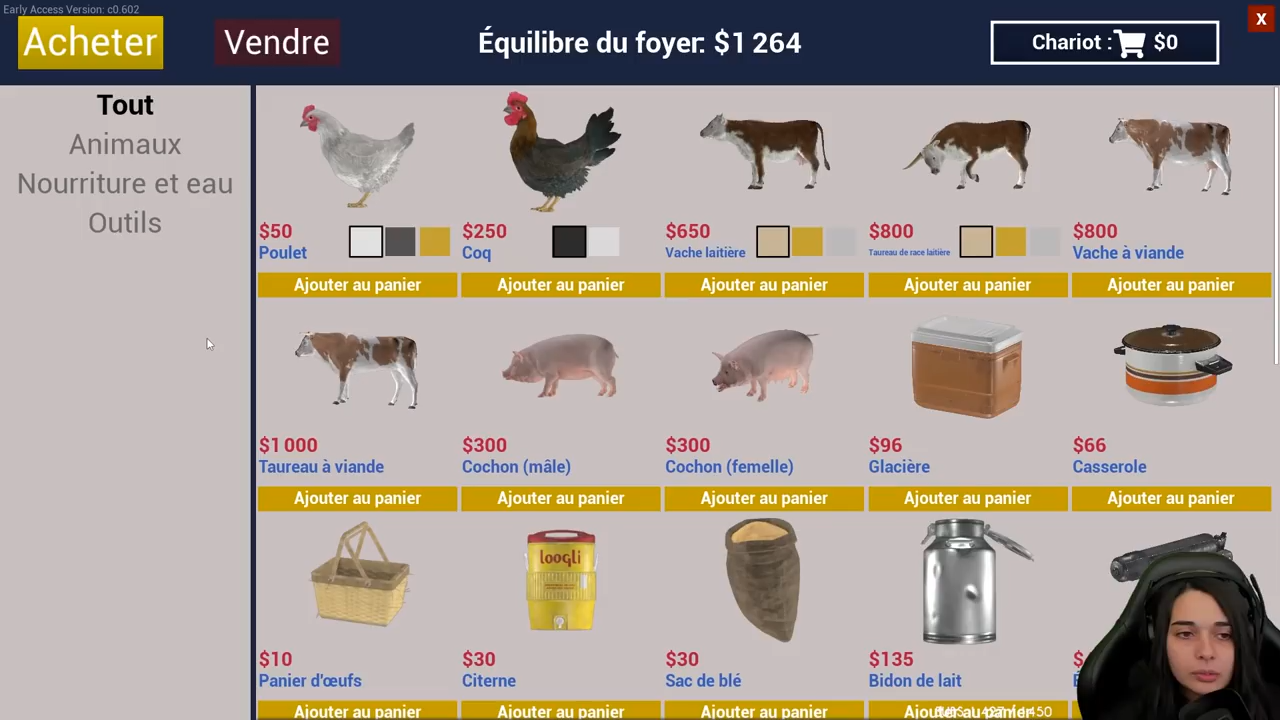 Early Access Version: c0.602
Acheter
Vendre
Équilibre du foyer: $1 264
Chariot : $0
X
Tout
Animaux
Nourriture et eau
Outils
$50
Poulet
$250
Coq
$650
Vache laitière
$800
Taureau de race laitière
$800
Vache à viande
Ajouter au panier
Ajouter au panier
Ajouter au panier
Ajouter au panier
Ajouter au panier
$1 000
Taureau à viande
$300
Cochon (mâle)
$300
Cochon (femelle)
$96
Glacière
$66
Casserole
Ajouter au panier
Ajouter au panier
Ajouter au panier
Ajouter au panier
Ajouter au panier
loogli
$10
Panier d'œufs
$30
Citerne
$30
Sac de blé
$135
Bidon de lait
Ajouter au panier
Ajouter au panier
Ajouter au panier
Ajouter au panier